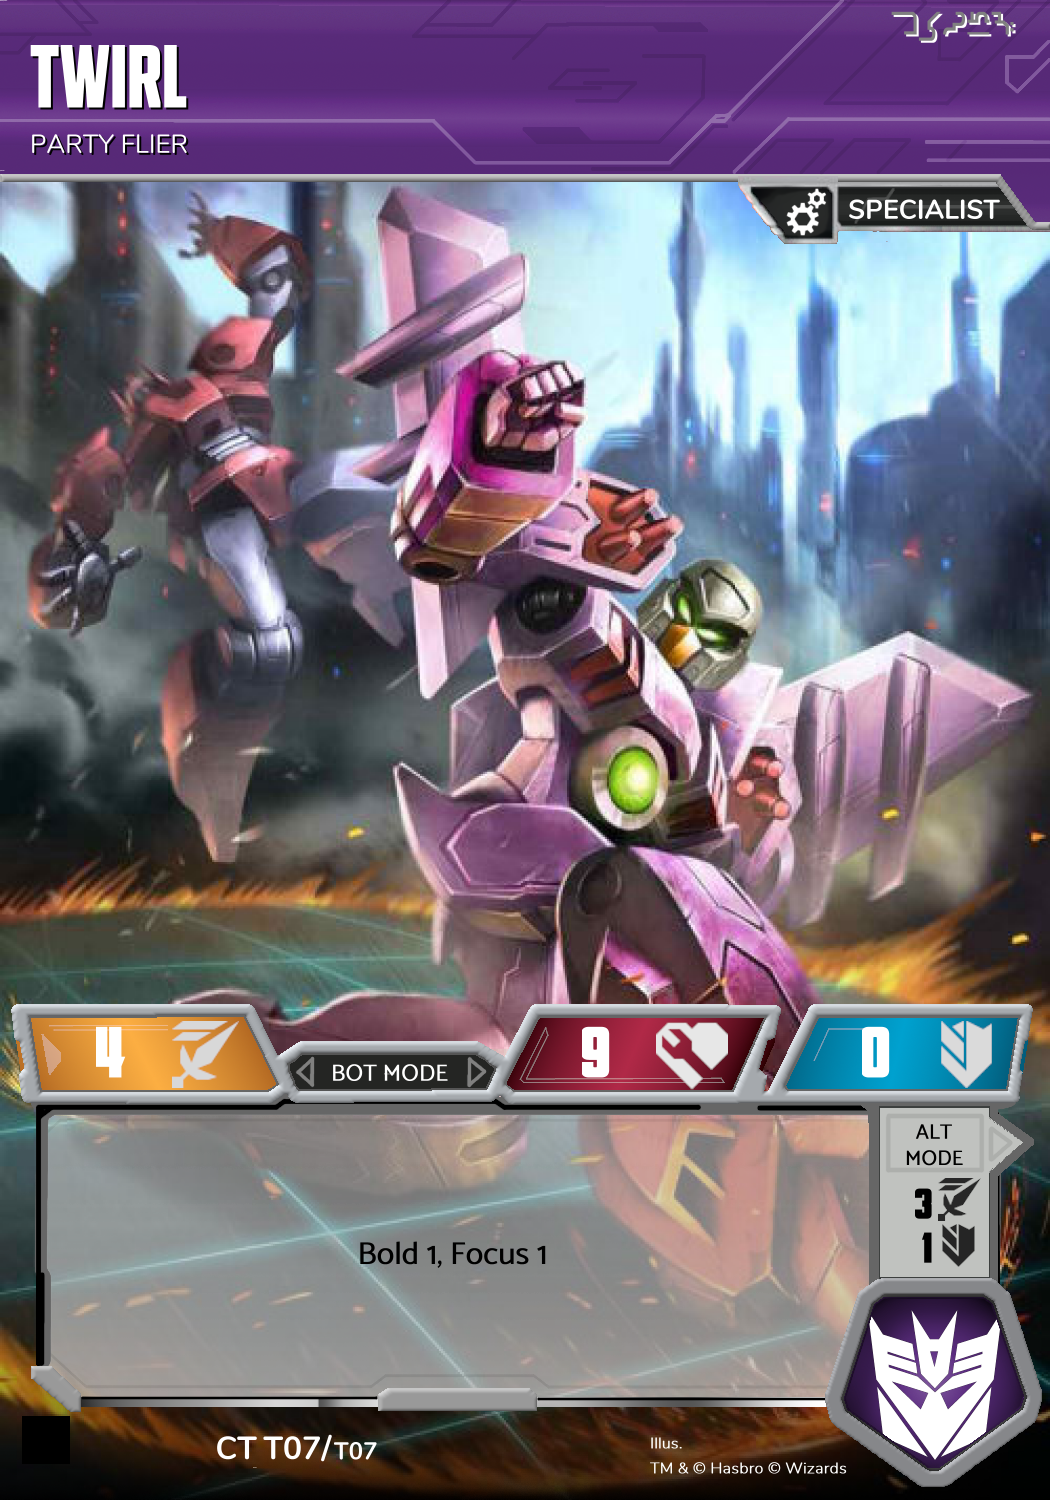 TWIRL
PARTY FLIER
SPECIALIST
4
BOT MODE
9
0
ALT
MODE
3
1
Bold 1, Focus 1
CT T07/T07
Illus.
TM & © Hasbro © Wizards